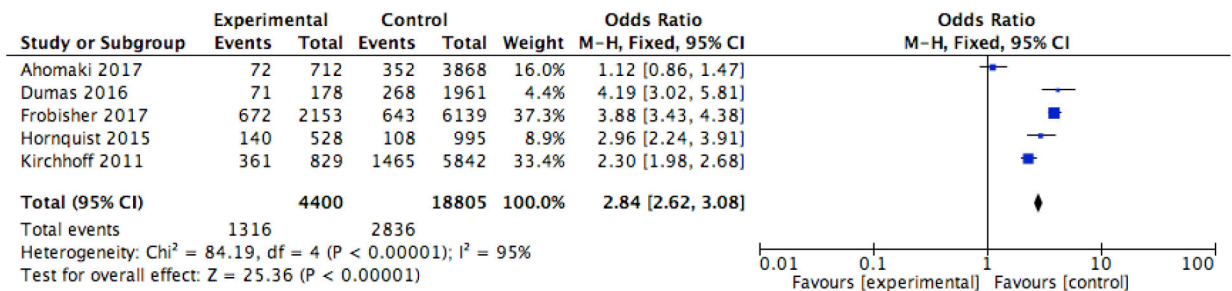 Experimental Control Odds Ratio Odds Ratio
Study or Subgroup Events Total Events Total Weight M-H, Fixed, 95% CI M-H, Fixed, 95% CI
Ahomaki 2017 72 712 352 3868 16.0% 1.12 [0.86, 1.47]
Dumas 2016 71 178 268 1961 4.4% 4.19 [3.02, 5.81]
Frobisher 2017 672 2153 643 6139 37.3% 3.88 [3.43, 4.38]
Hornquist 2015 140 528 108 995 8.9% 2.96 [2.24, 3.91]
Kirchhoff 2011 361 829 1465 5842 33.4% 2.30 [1.98, 2.68]
Total (95% CI) 4400 18805 100.0% 2.84 [2.62, 3.08]
Total events 1316 2836
Heterogeneity: Chi² = 84.19, df = 4 (P < 0.00001); I² = 95%
Test for overall effect: Z = 25.36 (P < 0.00001)
0.01 0.1 1 10 100
Favours [experimental] Favours [control]